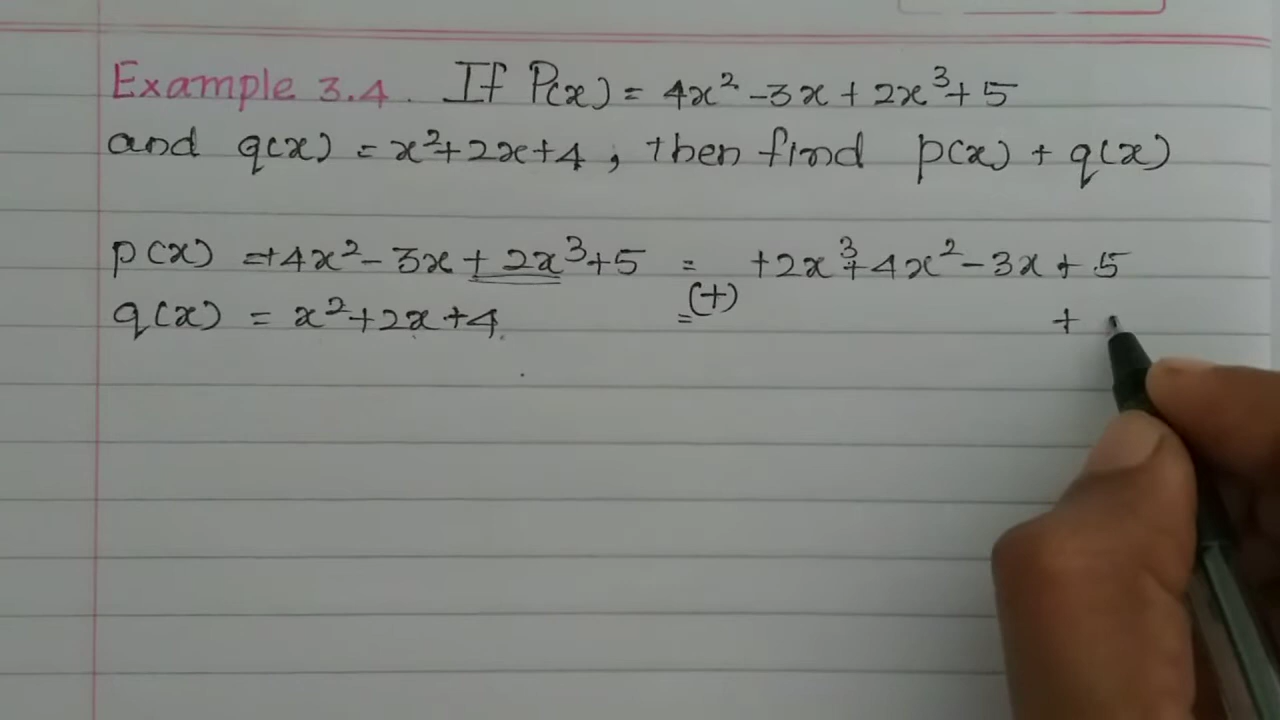 Example 3.4. If P(x) = 4x² - 3x + 2x³ + 5
and q(x) = x² + 2x + 4, then find p(x) + q(x)
p(x) = +4x² - 3x + 2x³ + 5 = +2x³ + 4x² - 3x + 5
q(x) = x² + 2x + 4 = (+) +